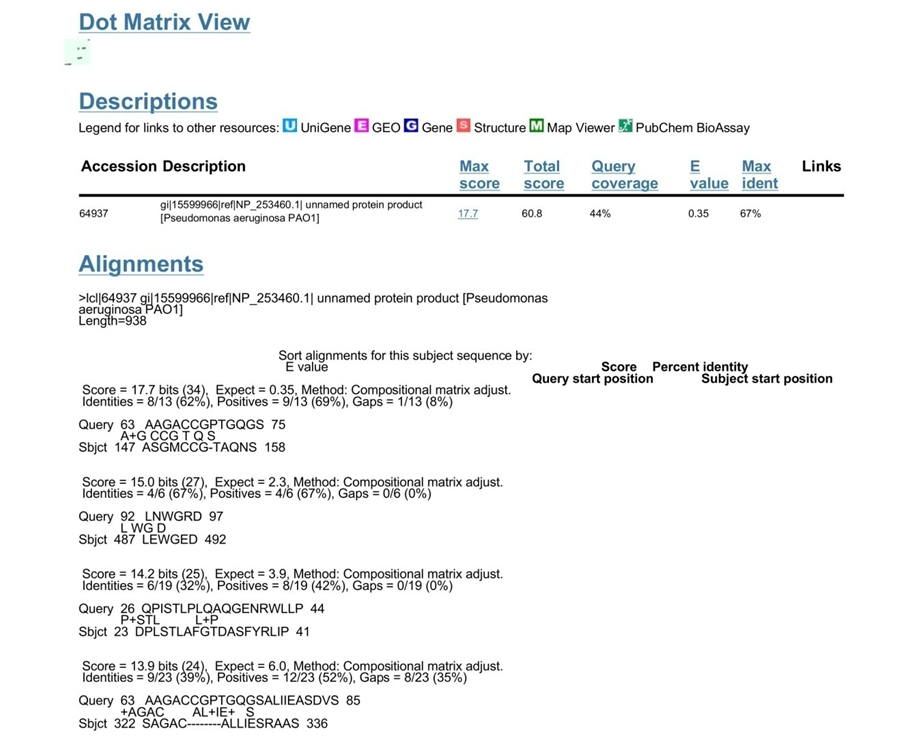 Dot Matrix View
Descriptions
Legend for links to other resources: U UniGene E GEO G Gene S Structure M Map Viewer PubChem BioAssay
Accession Description Max score Total score Query coverage E value Max ident Links
64937 gi|15599966|ref|NP_253460.1| unnamed protein product [Pseudomonas aeruginosa PAO1] 17.7 60.8 44% 0.35 67%
Alignments
>lcl|64937 gi|15599966|ref|NP_253460.1| unnamed protein product [Pseudomonas
aeruginosa PAO1]
Length=938
Sort alignments for this subject sequence by:
E value Score Percent identity
Query start position Subject start position
Score = 17.7 bits (34), Expect = 0.35, Method: Compositional matrix adjust.
Identities = 8/13 (62%), Positives = 9/13 (69%), Gaps = 1/13 (8%)
Query 63 AAGACCGPTGQGS 75
A+G CCG T Q S
Sbjct 147 ASGMCCG-TAQNS 158
Score = 15.0 bits (27), Expect = 2.3, Method: Compositional matrix adjust.
Identities = 4/6 (67%), Positives = 4/6 (67%), Gaps = 0/6 (0%)
Query 92 LNWGRD 97
L WG D
Sbjct 487 LEWGED 492
Score = 14.2 bits (25), Expect = 3.9, Method: Compositional matrix adjust.
Identities = 6/19 (32%), Positives = 8/19 (42%), Gaps = 0/19 (0%)
Query 26 QPISTLPLQAQGENRWLLP 44
P+STL L+P
Sbjct 23 DPLSTLAFGTDASFYRLIP 41
Score = 13.9 bits (24), Expect = 6.0, Method: Compositional matrix adjust.
Identities = 9/23 (39%), Positives = 12/23 (52%), Gaps = 8/23 (35%)
Query 63 AAGACCGPTGQGSALIIEASDVS 85
+AGAC AL+IE+ S
Sbjct 322 SAGAC--------ALLIESRAAS 336